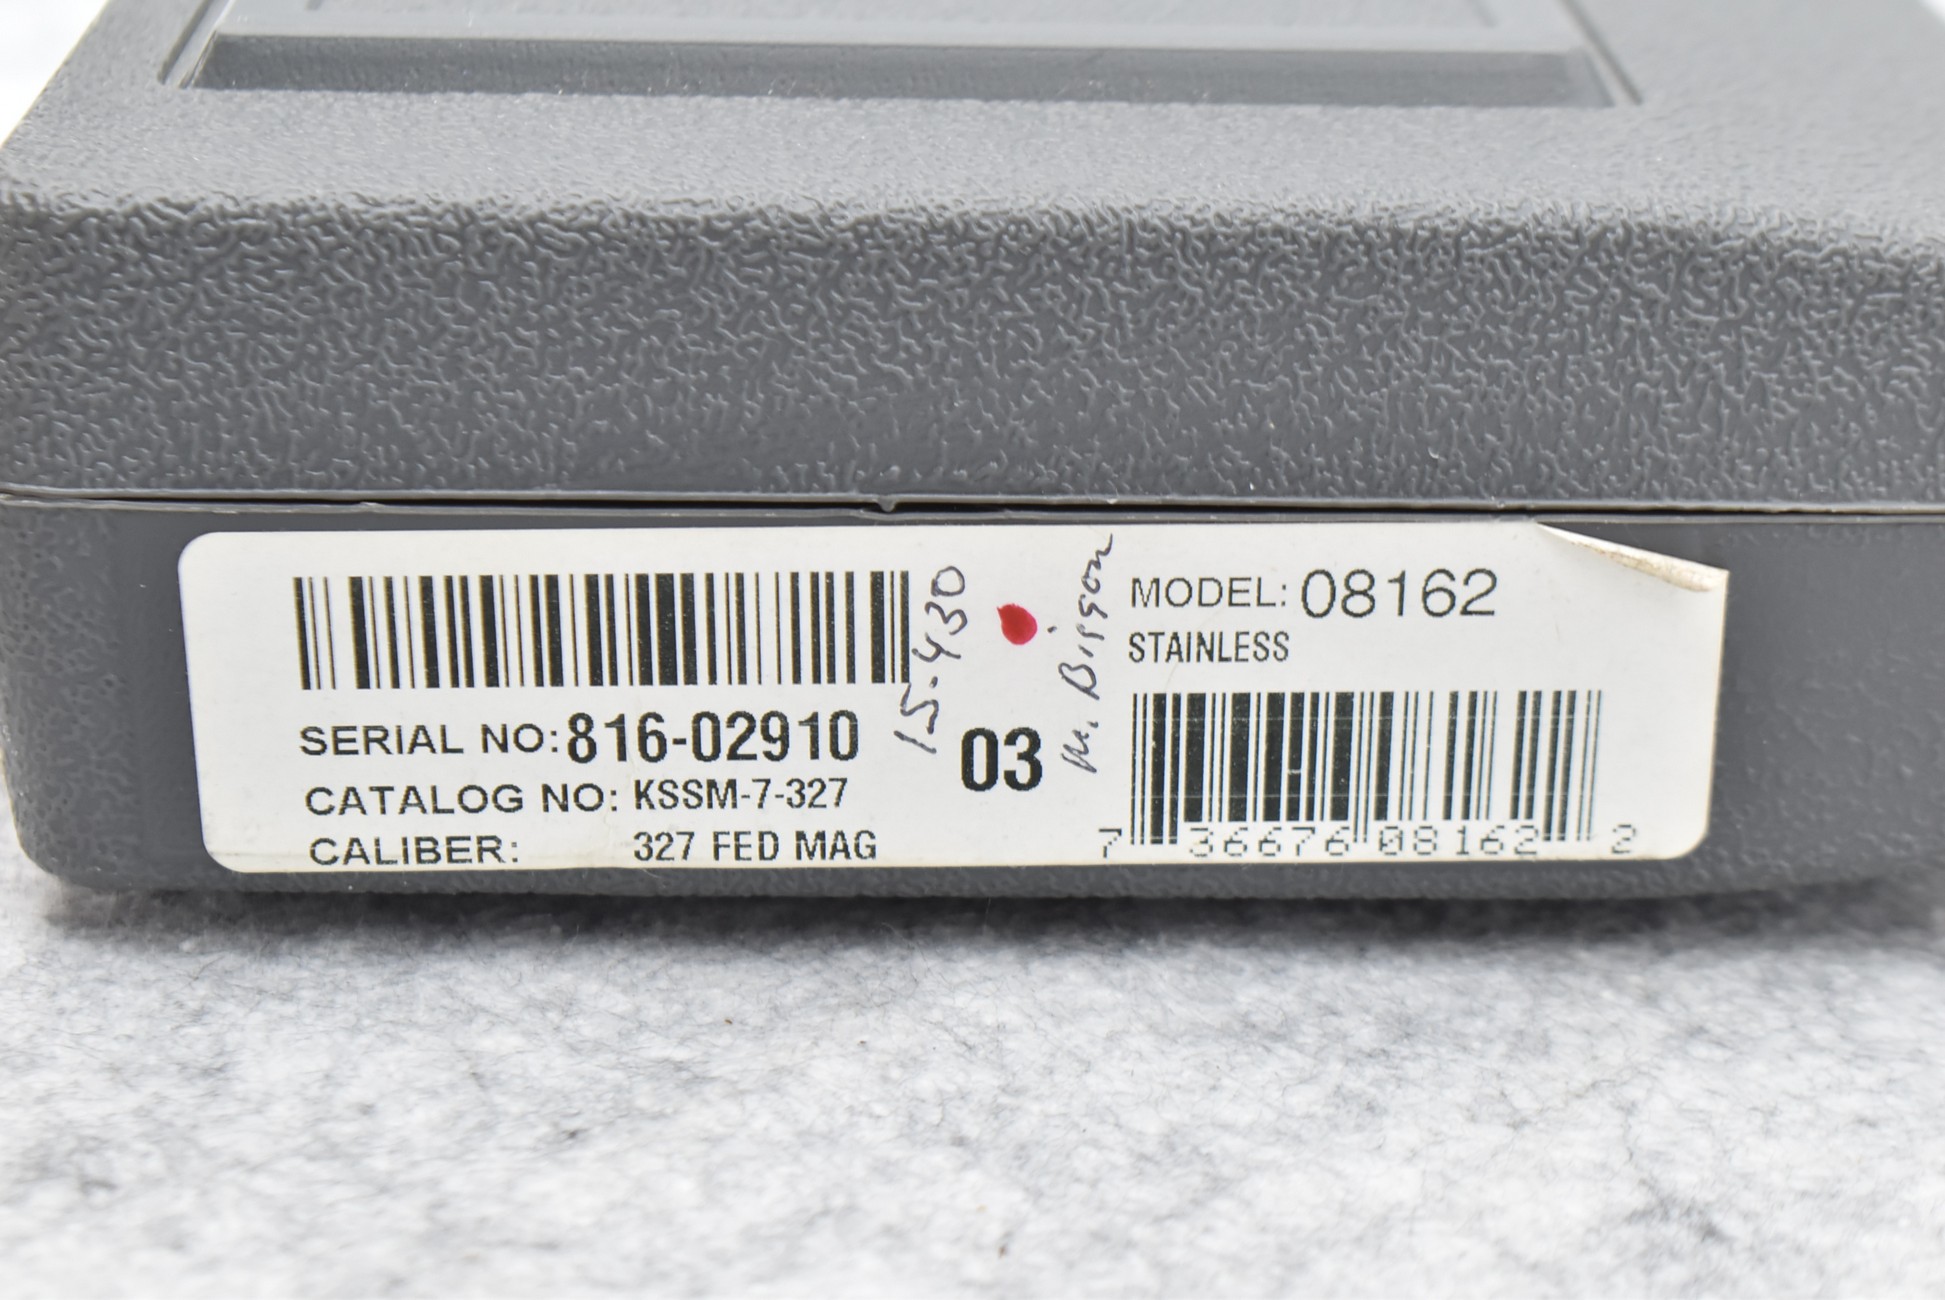 SERIAL NO: 816-02910
CATALOG NO: KSSM-7-327
CALIBER: 327 FED MAG
15-430
03
M. Bisson
MODEL: 08162
STAINLESS
7 36676 08162 2